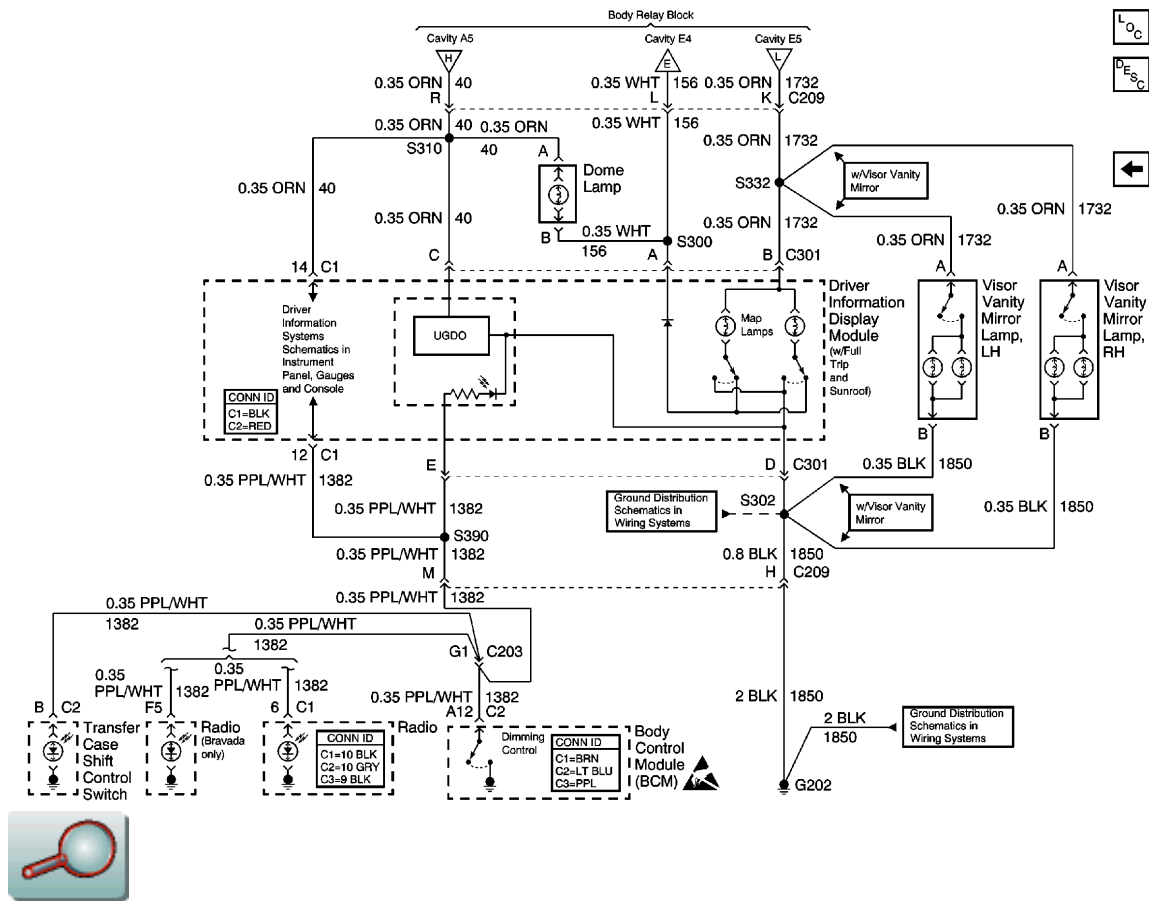 Body Relay Block
Cavity A5
Cavity E4
Cavity E5
H
E
L
LOC
DESC
0.35 ORN 40
0.35 WHT 156
0.35 ORN 1732
R
L
K C209
0.35 ORN 40
0.35 ORN
40
0.35 WHT 156
0.35 ORN 1732
S310
A
Dome
Lamp
S332
w/Visor Vanity
Mirror
0.35 ORN 40
0.35 ORN 40
B
0.35 WHT
156
S300
0.35 ORN 1732
0.35 ORN 1732
0.35 ORN 1732
14 C1
C
A
B C301
A
A
Driver
Information
Systems
Schematics in
Instrument
Panel, Gauges
and Console
UGDO
Map
Lamps
Driver
Information
Display
Module
(w/Full
Trip
and
Sunroof)
Visor
Vanity
Mirror
Lamp,
LH
Visor
Vanity
Mirror
Lamp,
RH
CONN ID
C1=BLK
C2=RED
12 C1
E
D C301
B
B
0.35 PPL/WHT 1382
0.35 BLK 1850
0.35 PPL/WHT 1382
Ground Distribution
Schematics in
Wiring Systems
S302
w/Visor Vanity
Mirror
0.35 BLK 1850
S390
0.35 PPL/WHT 1382
0.8 BLK 1850
M
H C209
0.35 PPL/WHT 1382
0.35 PPL/WHT
1382
0.35 PPL/WHT
1382
G1 C203
0.35
PPL/WHT 1382
0.35
PPL/WHT 1382
0.35 PPL/WHT 1382
2 BLK 1850
B C2
F5
6 C1
A12 C2
2 BLK
1850
Ground Distribution
Schematics in
Wiring Systems
Transfer
Case
Shift
Control
Switch
Radio
(Bravada
only)
Radio
CONN ID
C1=10 BLK
C2=10 GRY
C3=9 BLK
Dimming
Control
CONN ID
C1=BRN
C2=LT BLU
C3=PPL
Body
Control
Module
(BCM)
G202